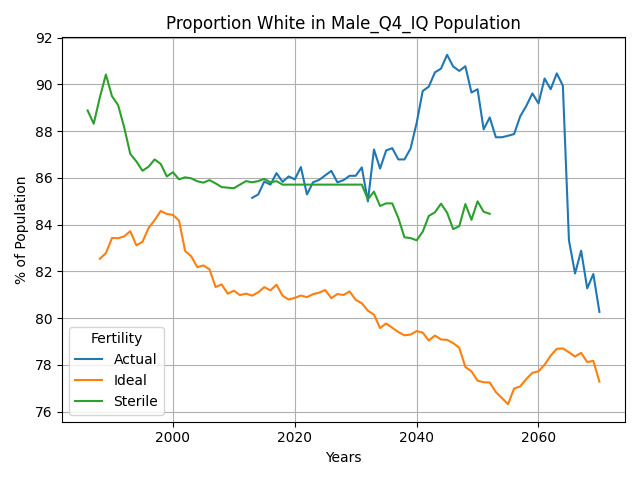 Proportion White in Male_Q4_IQ Population
% of Population
92
90
88
86
84
82
80
78
76
Fertility
Actual
Ideal
Sterile
2000
2020
2040
2060
Years